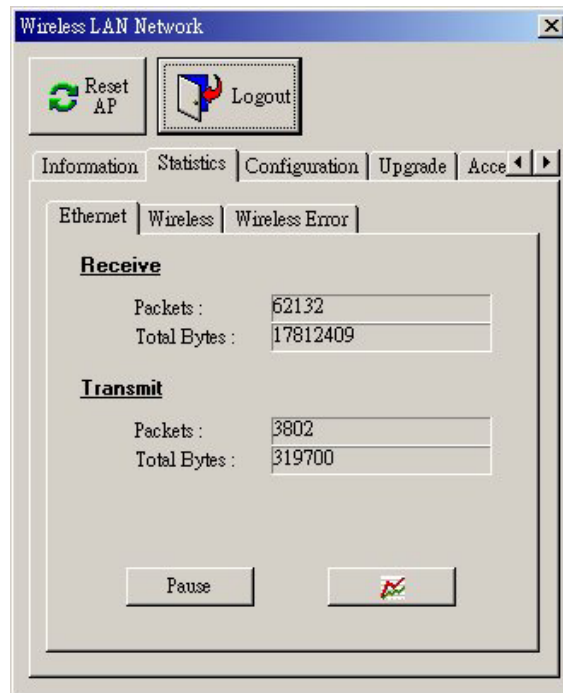 Wireless LAN Network
Reset
AP
Logout
Information Statistics Configuration Upgrade Acce
Ethernet Wireless Wireless Error
Receive
Packets : 62132
Total Bytes : 17812409
Transmit
Packets : 3802
Total Bytes : 319700
Pause